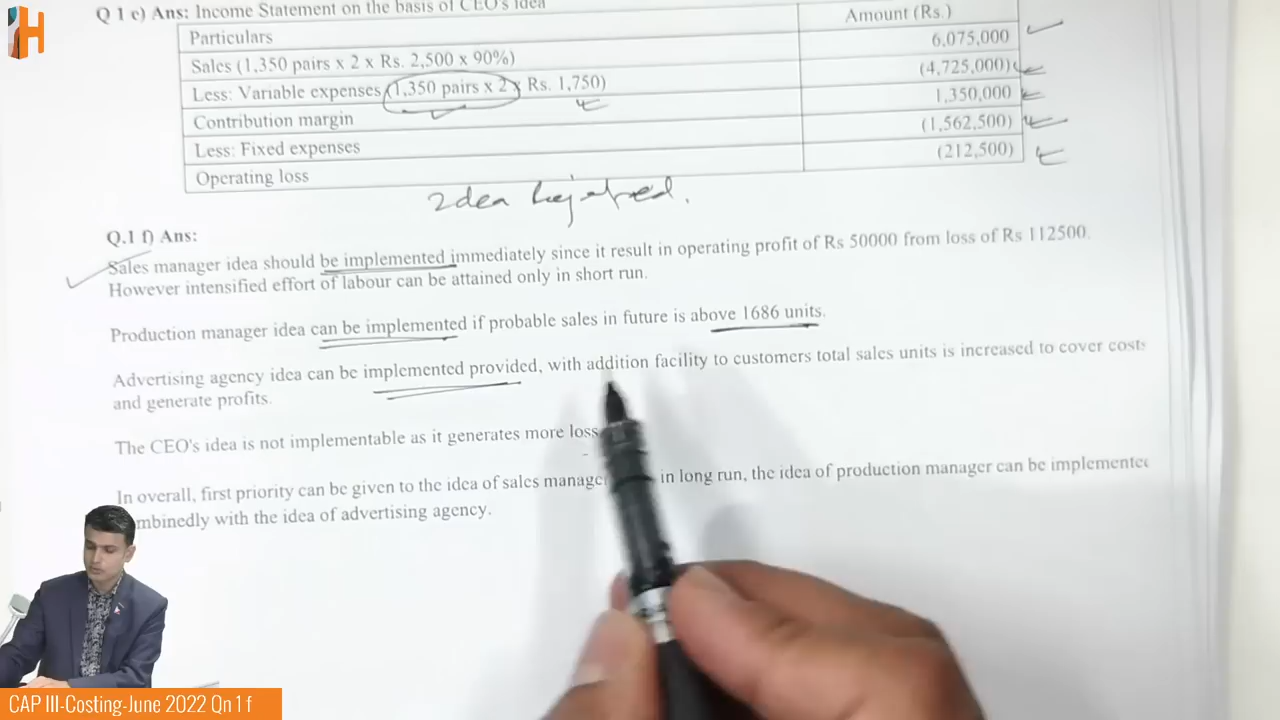 H
Q 1 e) Ans: Income Statement on the basis of CEO's idea
Particulars Amount (Rs.)
Sales (1,350 pairs x 2 x Rs. 2,500 x 90%) 6,075,000
Less: Variable expenses (1,350 pairs x 2 x Rs. 1,750) (4,725,000)
Contribution margin 1,350,000
Less: Fixed expenses (1,562,500)
Operating loss (212,500)
Idea rejected.
Q.1 f) Ans:
Sales manager idea should be implemented immediately since it result in operating profit of Rs 50000 from loss of Rs 112500.
However intensified effort of labour can be attained only in short run.
Production manager idea can be implemented if probable sales in future is above 1686 units.
Advertising agency idea can be implemented provided, with addition facility to customers total sales units is increased to cover costs
and generate profits.
The CEO's idea is not implementable as it generates more loss
In overall, first priority can be given to the idea of sales manager in long run, the idea of production manager can be implemented
mbinedly with the idea of advertising agency.
CAP III-Costing-June 2022 Qn 1 f